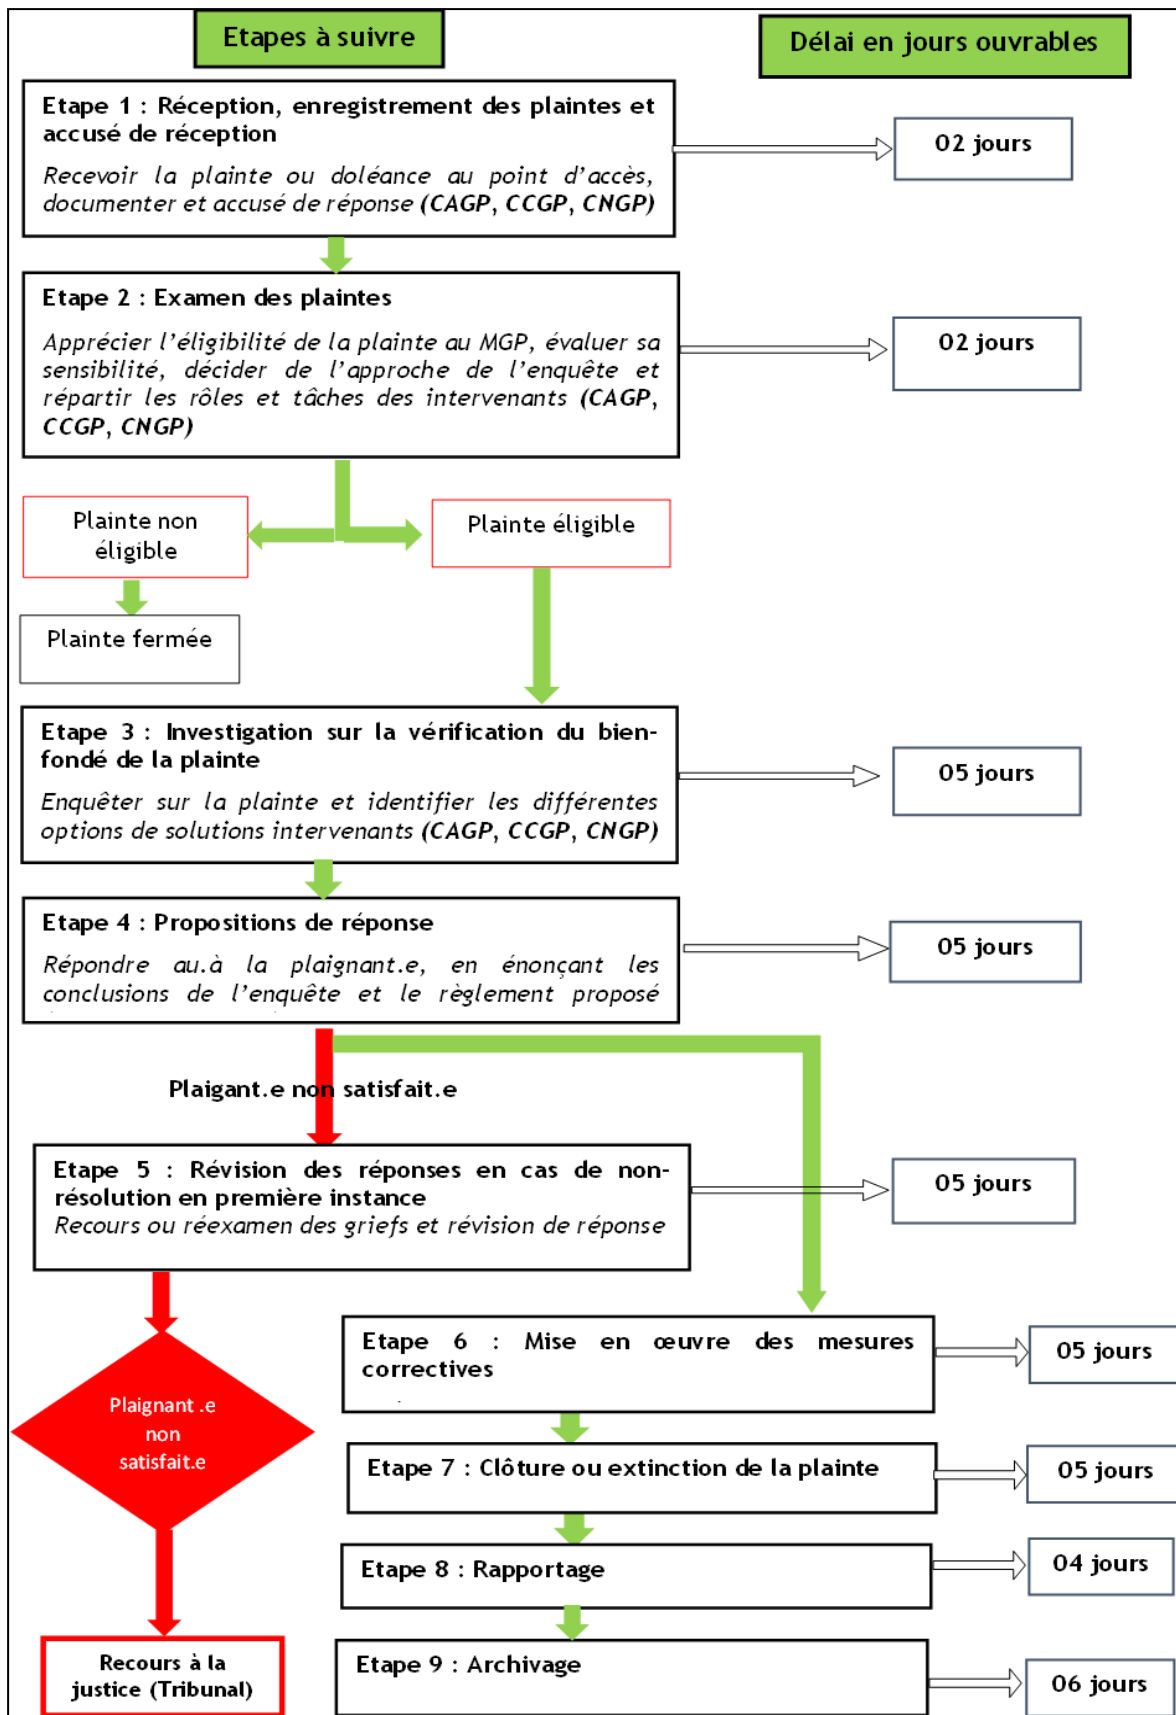 Etapes à suivre
Délai en jours ouvrables
Etape 1 : Réception, enregistrement des plaintes et
accusé de réception
Recevoir la plainte ou doléance au point d’accès,
documenter et accusé de réponse (CAGP, CCGP, CNGP)
02 jours
Etape 2 : Examen des plaintes
Apprécier l’éligibilité de la plainte au MGP, évaluer sa
sensibilité, décider de l’approche de l’enquête et
répartir les rôles et tâches des intervenants (CAGP,
CCGP, CNGP)
02 jours
Plainte non
éligible
Plainte éligible
Plainte fermée
Etape 3 : Investigation sur la vérification du bien-
fondé de la plainte
Enquêter sur la plainte et identifier les différentes
options de solutions intervenants (CAGP, CCGP, CNGP)
05 jours
Etape 4 : Propositions de réponse
Répondre au.à la plaignant.e, en énonçant les
conclusions de l’enquête et le règlement proposé
05 jours
Plaigant.e non satisfait.e
Etape 5 : Révision des réponses en cas de non-
résolution en première instance
Recours ou réexamen des griefs et révision de réponse
05 jours
Plaignant .e
non
satisfait.e
Etape 6 : Mise en œuvre des mesures
correctives
05 jours
Etape 7 : Clôture ou extinction de la plainte
05 jours
Etape 8 : Rapportage
04 jours
Recours à la
justice (Tribunal)
Etape 9 : Archivage
06 jours